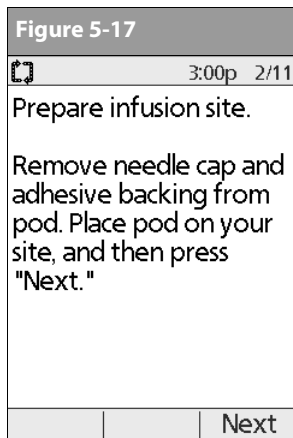 Figure 5-17
3:00p 2/11
Prepare infusion site.
Remove needle cap and
adhesive backing from
pod. Place pod on your
site, and then press
"Next."
Next